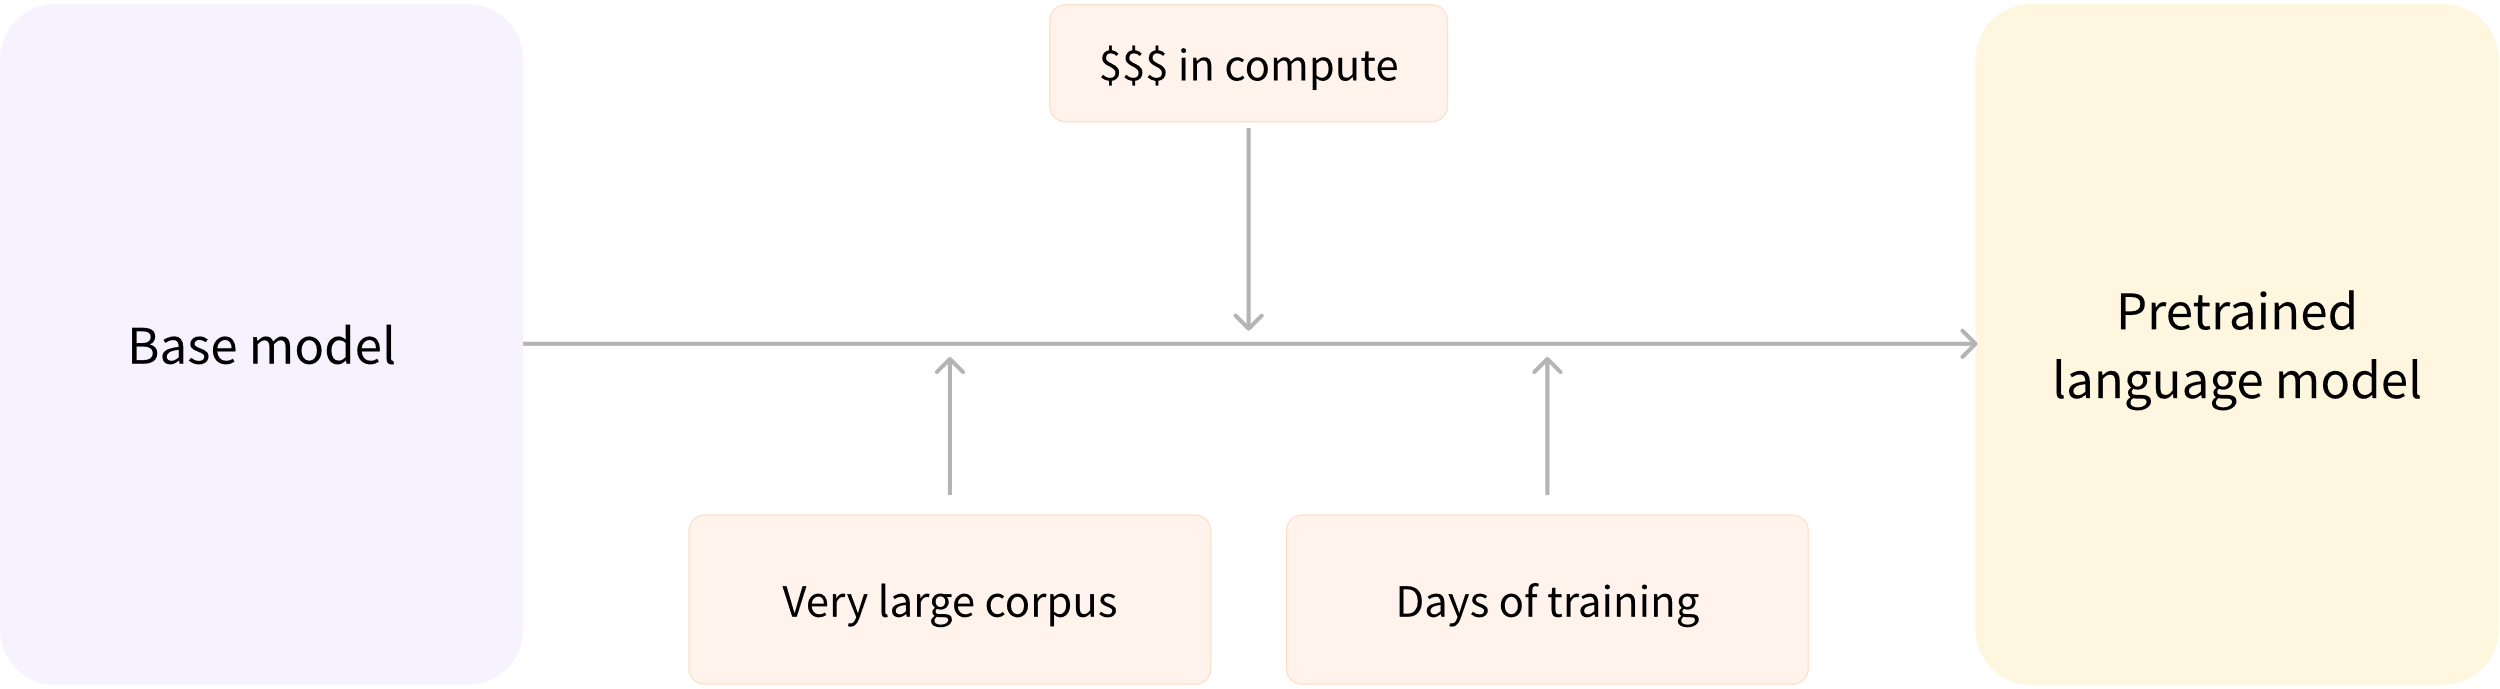 $$$ in compute
Base model
Pretrained
language model
Very large corpus
Days of training